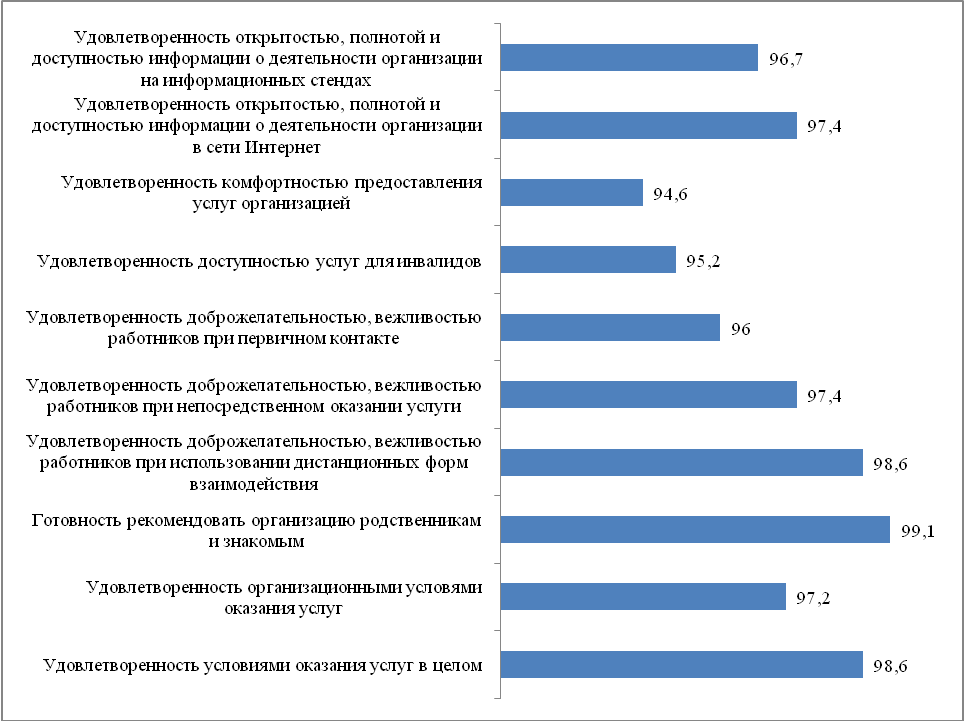 Удовлетворенность открытостью, полнотой и
доступностью информации о деятельности организации
на информационных стендах
96,7
Удовлетворенность открытостью, полнотой и
доступностью информации о деятельности организации
в сети Интернет
97,4
Удовлетворенность комфортностью предоставления
услуг организацией
94,6
Удовлетворенность доступностью услуг для инвалидов
95,2
Удовлетворенность доброжелательностью, вежливостью
работников при первичном контакте
96
Удовлетворенность доброжелательностью, вежливостью
работников при непосредственном оказании услуги
97,4
Удовлетворенность доброжелательностью, вежливостью
работников при использовании дистанционных форм
взаимодействия
98,6
Готовность рекомендовать организацию родственникам
и знакомым
99,1
Удовлетворенность организационными условиями
оказания услуг
97,2
Удовлетворенность условиями оказания услуг в целом
98,6